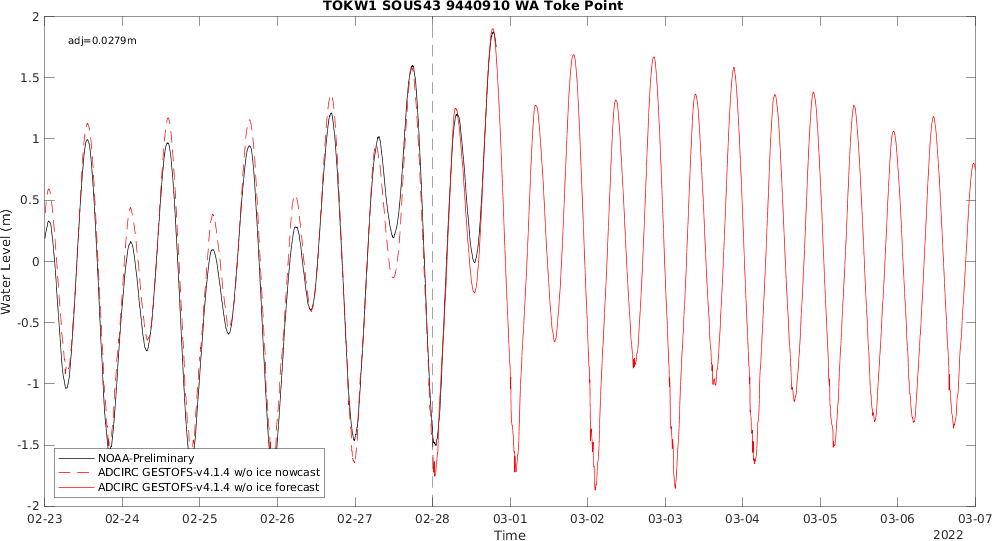 TOKW1 SOUS43 9440910 WA Toke Point
adj=0.0279m
2
1.5
1
0.5
0
-0.5
-1
-1.5
-2
Water Level (m)
NOAA-Preliminary
ADCIRC GESTOFS-v4.1.4 w/o ice nowcast
ADCIRC GESTOFS-v4.1.4 w/o ice forecast
02-23 02-24 02-25 02-26 02-27 02-28 03-01 03-02 03-03 03-04 03-05 03-06 03-07
Time
2022